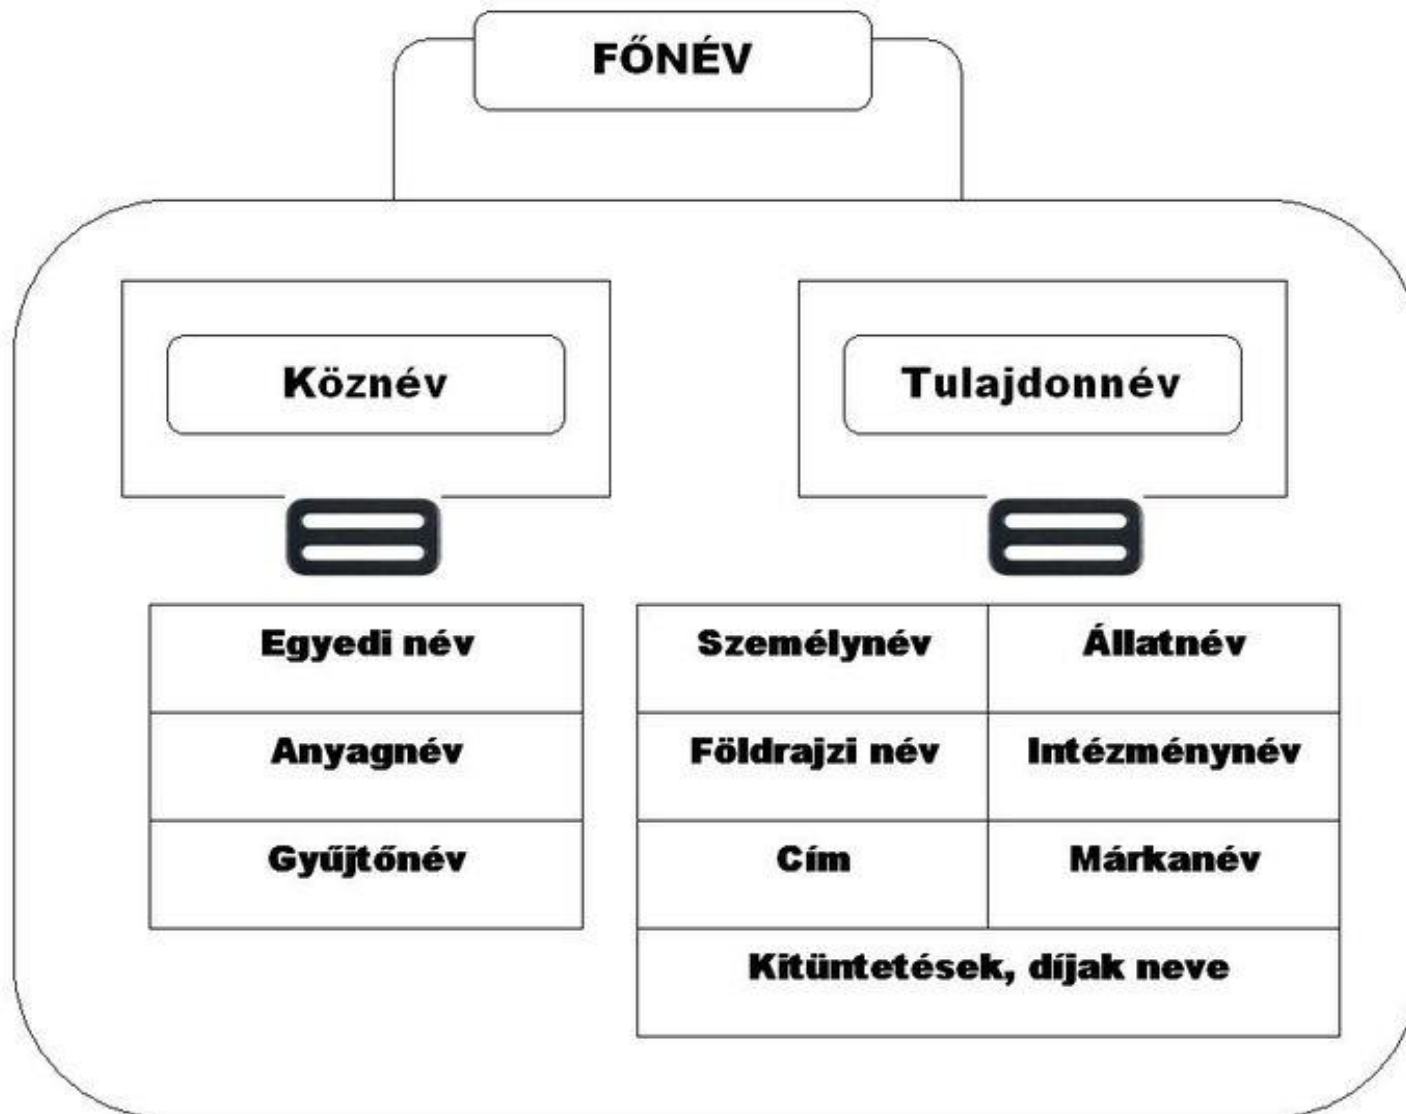 FŐNÉV
Köznév
Tulajdonnév
Egyedi név
Anyagnév
Gyűjtőnév
Személynév
Állatnév
Földrajzi név
Intézménynév
Cím
Márkanév
Kitüntetések, díjak neve